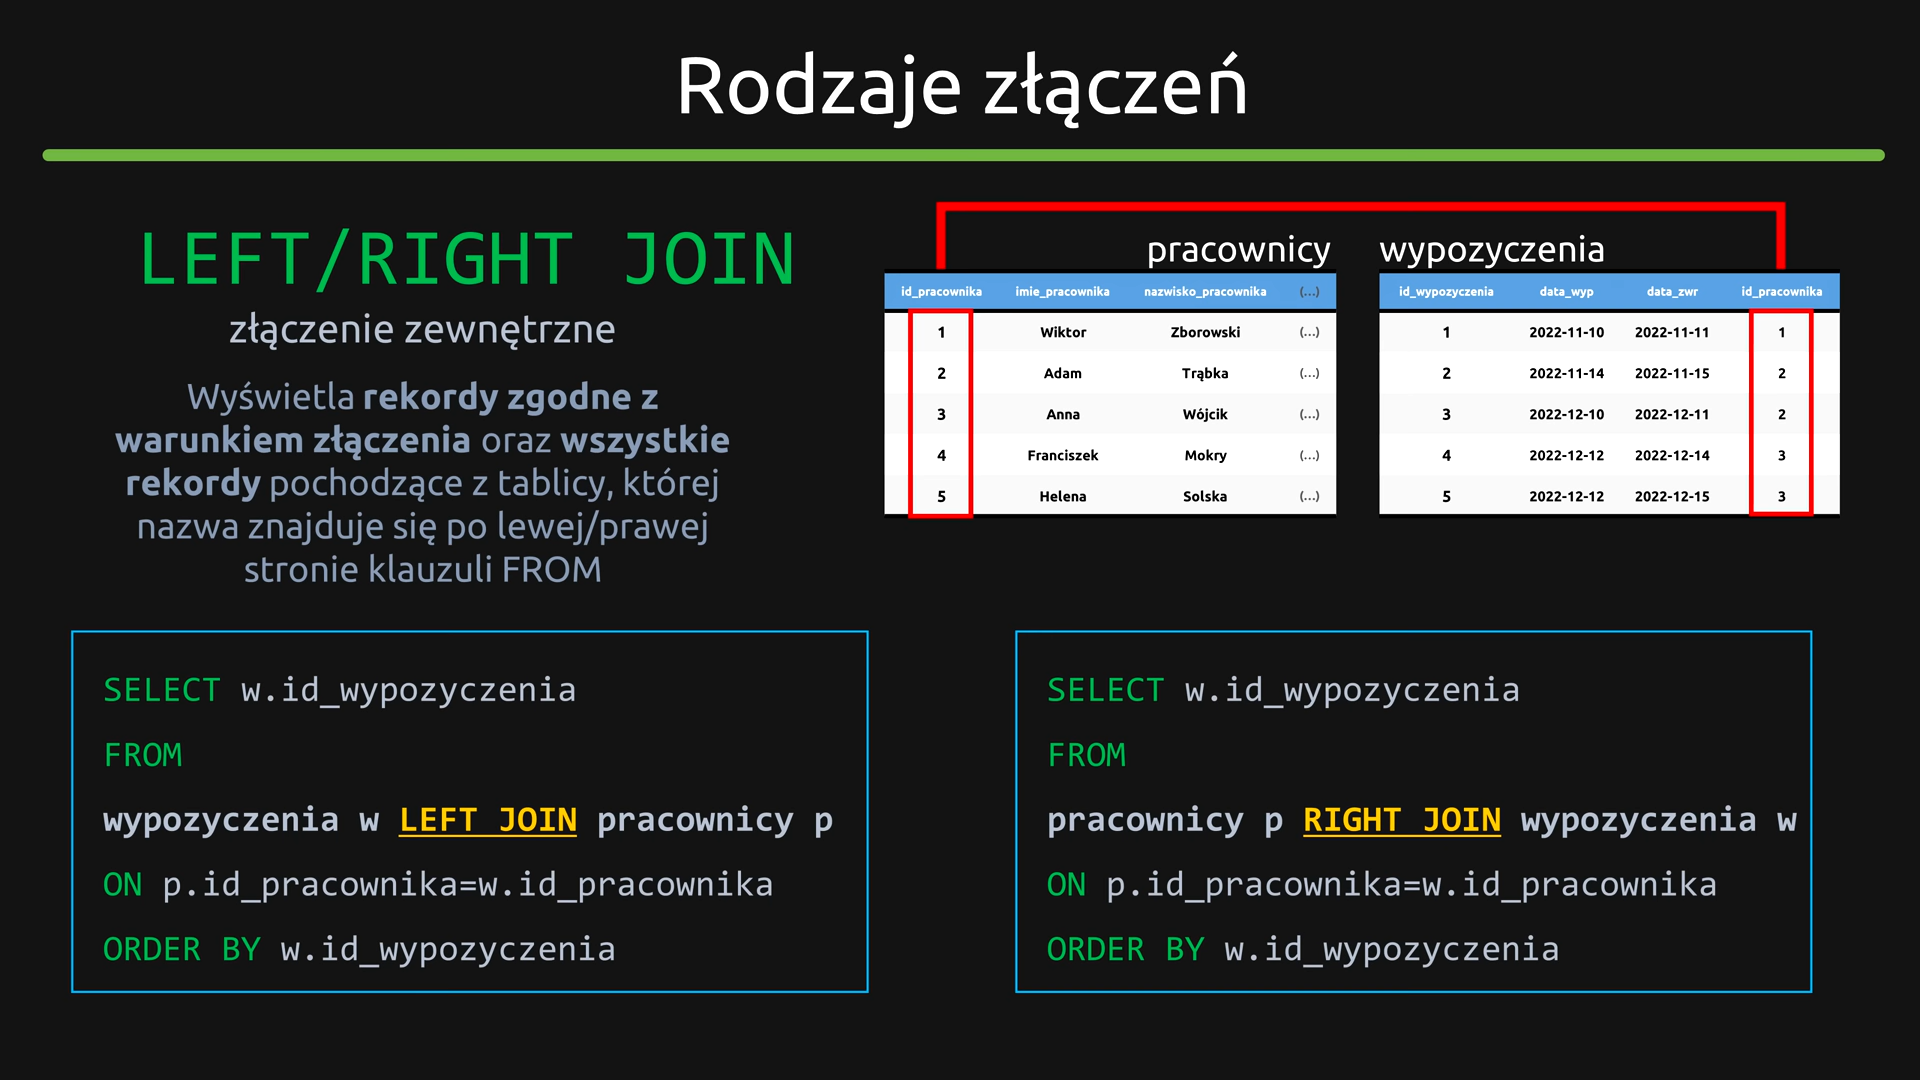 Rodzaje złączeń
LEFT/RIGHT JOIN
złączenie zewnętrzne
Wyświetla rekordy zgodne z
warunkiem złączenia oraz wszystkie
rekordy pochodzące z tablicy, której
nazwa znajduje się po lewej/prawej
stronie klauzuli FROM
pracownicy
id_pracownika imie_pracownika nazwisko_pracownika (...)
1 Wiktor Zborowski (...)
2 Adam Trąbka (...)
3 Anna Wójcik (...)
4 Franciszek Mokry (...)
5 Helena Solska (...)
wypozyczenia
id_wypozyczenia data_wyp data_zwr id_pracownika
1 2022-11-10 2022-11-11 1
2 2022-11-14 2022-11-15 2
3 2022-12-10 2022-12-11 2
4 2022-12-12 2022-12-14 3
5 2022-12-12 2022-12-15 3
SELECT w.id_wypozyczenia
FROM
wypozyczenia w LEFT JOIN pracownicy p
ON p.id_pracownika=w.id_pracownika
ORDER BY w.id_wypozyczenia
SELECT w.id_wypozyczenia
FROM
pracownicy p RIGHT JOIN wypozyczenia w
ON p.id_pracownika=w.id_pracownika
ORDER BY w.id_wypozyczenia